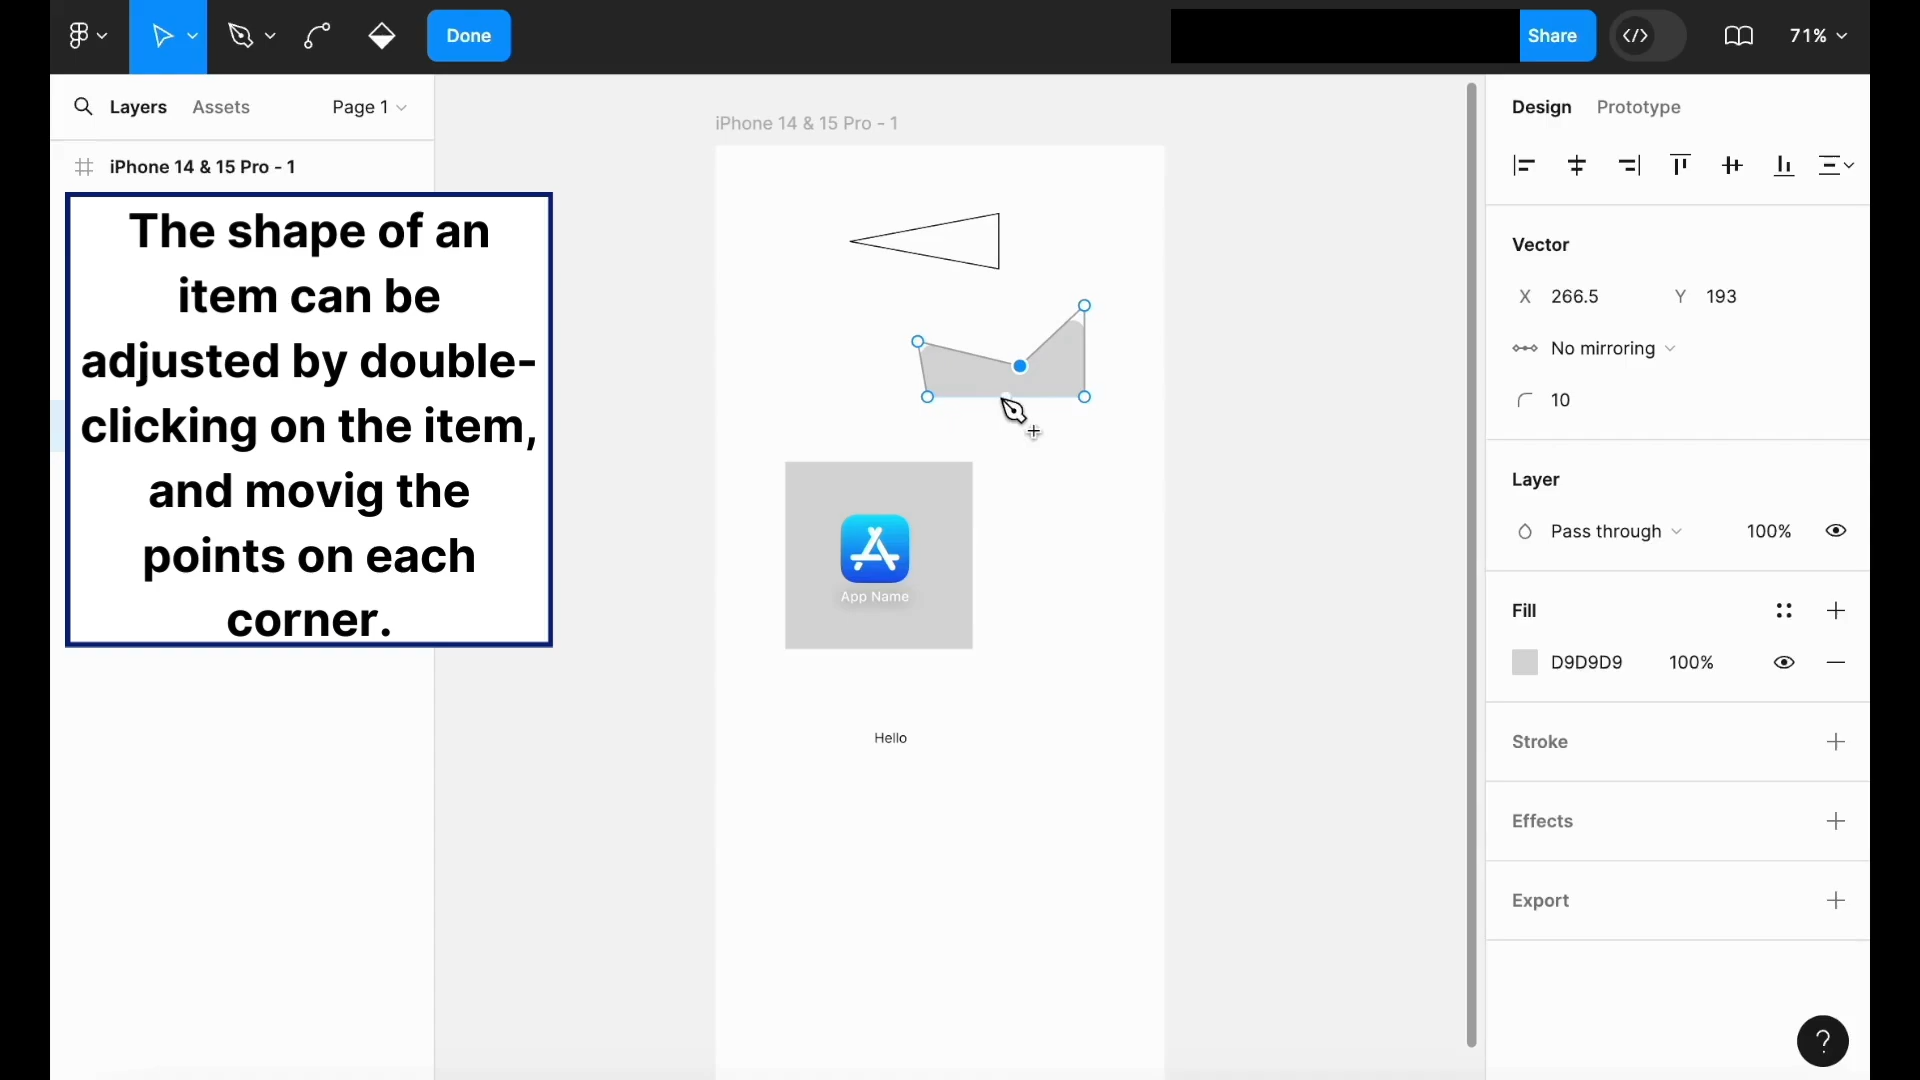 Done
Share
71%
Layers
Assets
Page 1
iPhone 14 & 15 Pro - 1
The shape of an
item can be
adjusted by double-
clicking on the item,
and movig the
points on each
corner.
iPhone 14 & 15 Pro - 1
App Name
Hello
Design
Prototype
Vector
X 266.5 Y 193
No mirroring
10
Layer
Pass through 100%
Fill
D9D9D9 100%
Stroke
Effects
Export
?